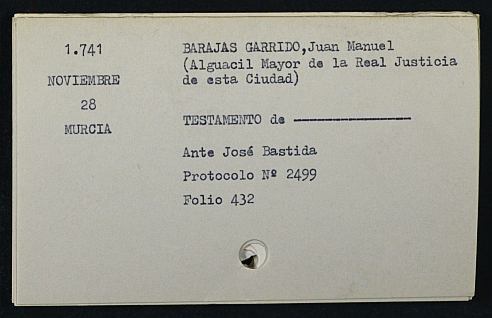 1.741
NOVIEMBRE
28
MURCIA
BARAJAS GARRIDO,Juan Manuel
(Alguacil Mayor de la Real Justicia
de esta Ciudad)
TESTAMENTO de ------------------
Ante José Bastida
Protocolo Nº 2499
Folio 432